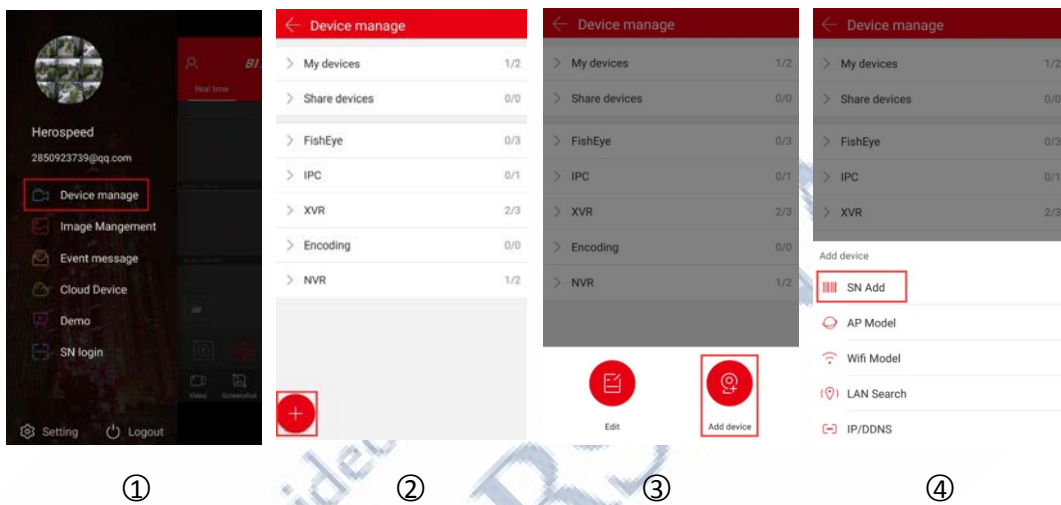 Herospeed
2850923739@qq.com
Device manage
Image Mangement
Event message
Cloud Device
Demo
SN login
Setting
Logout
BI
Real time
Video
Screenshot
①
Device manage
My devices 1/2
Share devices 0/0
FishEye 0/3
IPC 0/1
XVR 2/3
Encoding 0/0
NVR 1/2
②
Device manage
My devices 1/2
Share devices 0/0
FishEye 0/3
IPC 0/1
XVR 2/3
Encoding 0/0
NVR 1/2
Edit
Add device
③
Device manage
My devices 1/2
Share devices 0/0
FishEye 0/3
IPC 0/1
XVR 2/3
Add device
SN Add
AP Model
Wifi Model
LAN Search
IP/DDNS
④